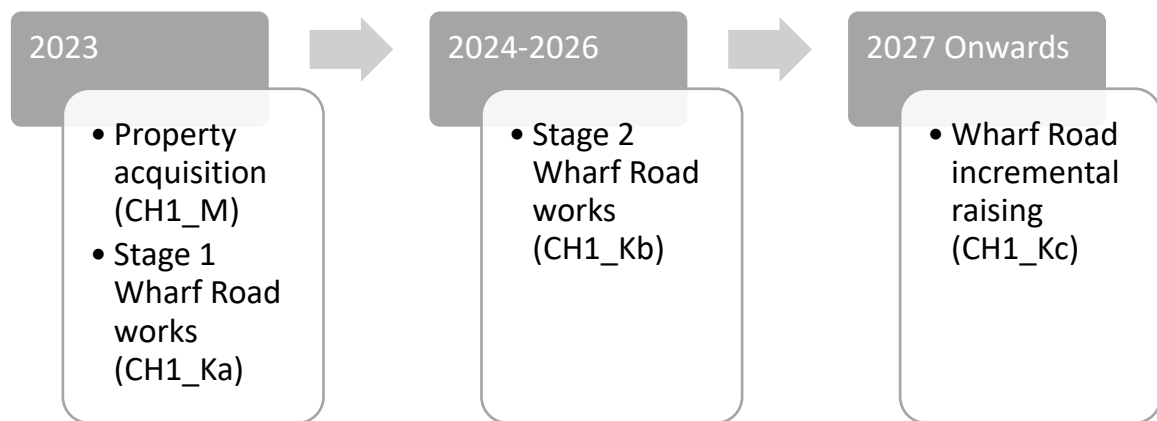 2023
• Property
acquisition
(CH1_M)
• Stage 1
Wharf Road
works
(CH1_Ka)
2024-2026
• Stage 2
Wharf Road
works
(CH1_Kb)
2027 Onwards
• Wharf Road
incremental
raising
(CH1_Kc)